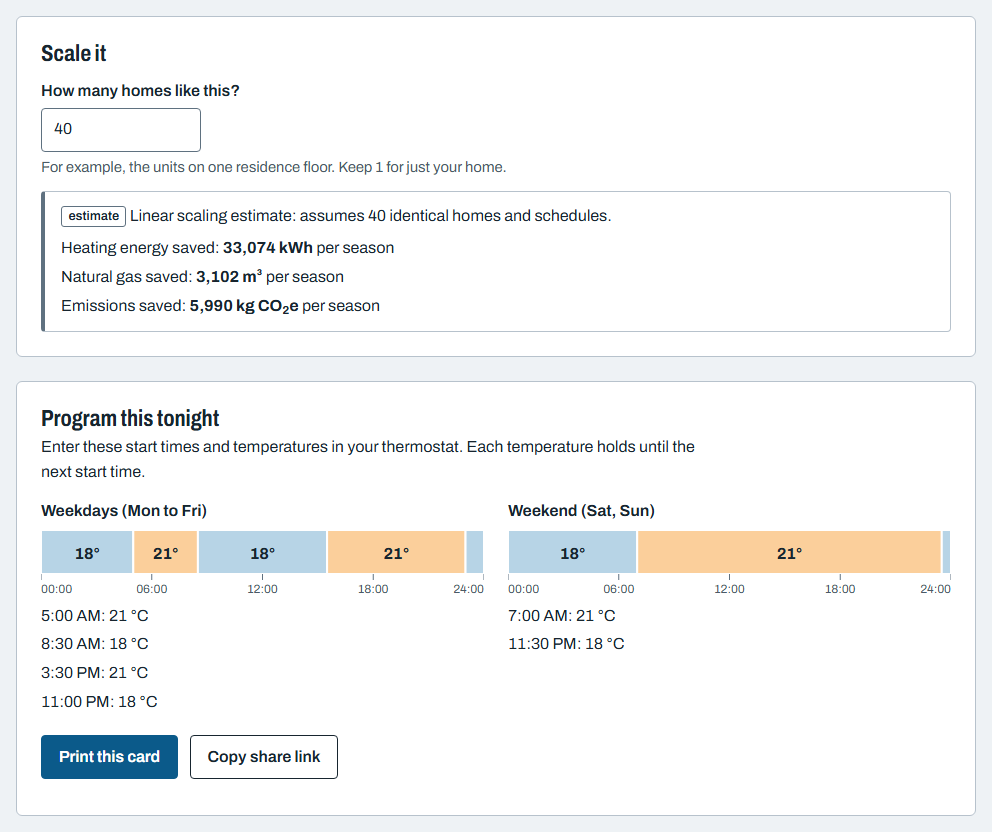 Scale it
How many homes like this?
40
For example, the units on one residence floor. Keep 1 for just your home.
estimate Linear scaling estimate: assumes 40 identical homes and schedules.
Heating energy saved: 33,074 kWh per season
Natural gas saved: 3,102 m³ per season
Emissions saved: 5,990 kg CO₂e per season
Program this tonight
Enter these start times and temperatures in your thermostat. Each temperature holds until the
next start time.
Weekdays (Mon to Fri)
18° 21° 18° 21°
00:00 06:00 12:00 18:00 24:00
5:00 AM: 21 °C
8:30 AM: 18 °C
3:30 PM: 21 °C
11:00 PM: 18 °C
Weekend (Sat, Sun)
18° 21°
00:00 06:00 12:00 18:00 24:00
7:00 AM: 21 °C
11:30 PM: 18 °C
Print this card
Copy share link